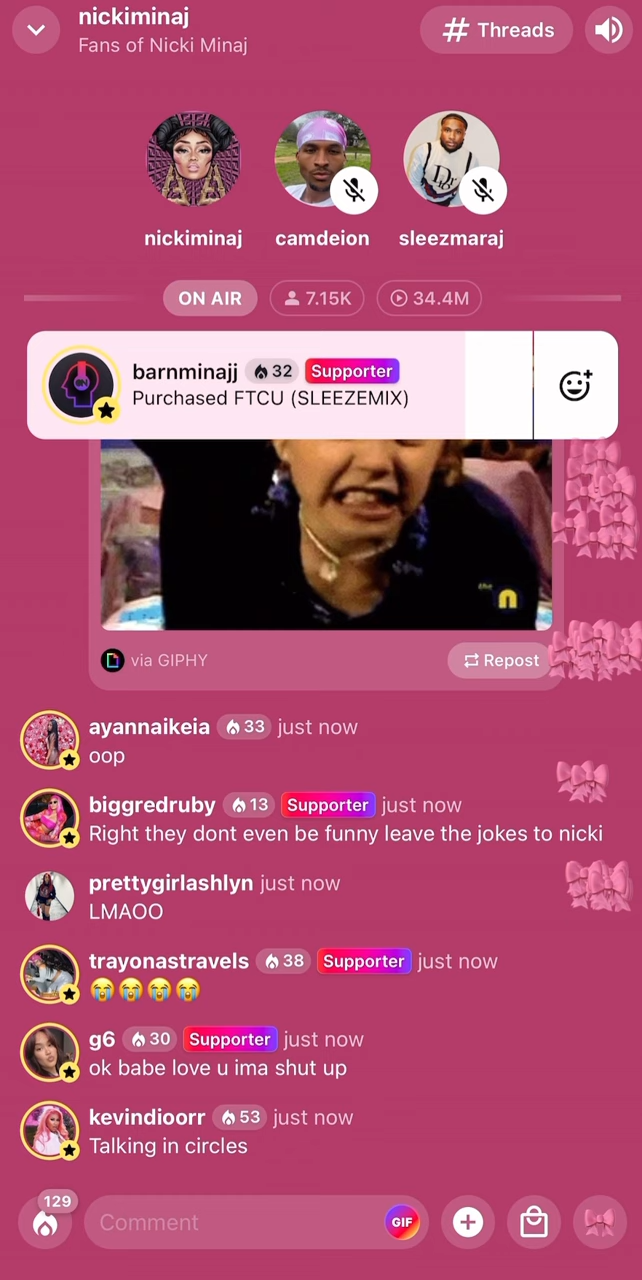 nickiminaj
Fans of Nicki Minaj
# Threads
nickiminaj
camdeion
sleezmaraj
ON AIR
7.15K
34.4M
barnminajj 32 Supporter
Purchased FTCU (SLEEZEMIX)
ON
the n
via GIPHY
Repost
ayannaikeia 33 just now
oop
biggredruby 13 Supporter just now
Right they dont even be funny leave the jokes to nicki
prettygirlashlyn just now
LMAOO
trayonastravels 38 Supporter just now
😭😭😭😭
g6 30 Supporter just now
ok babe love u ima shut up
kevindioorr 53 just now
Talking in circles
129
Comment
GIF